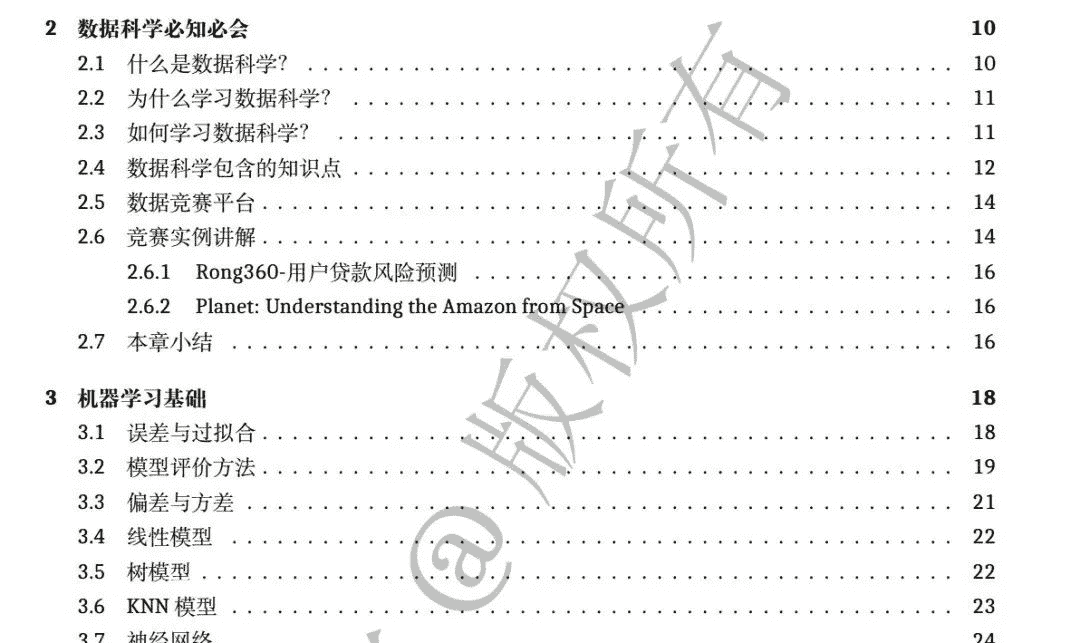 2 数据科学必知必会 10
2.1 什么是数据科学? . . . . . . . . . . . . . . . . . . . . . . . . . . . . . . . . . . . . . . . . . . . 10
2.2 为什么学习数据科学? . . . . . . . . . . . . . . . . . . . . . . . . . . . . . . . . . . . . . . . . 11
2.3 如何学习数据科学? . . . . . . . . . . . . . . . . . . . . . . . . . . . . . . . . . . . . . . . . . 11
2.4 数据科学包含的知识点 . . . . . . . . . . . . . . . . . . . . . . . . . . . . . . . . . . . . . . . . 12
2.5 数据竞赛平台 . . . . . . . . . . . . . . . . . . . . . . . . . . . . . . . . . . . . . . . . . . . . . . 14
2.6 竞赛实例讲解 . . . . . . . . . . . . . . . . . . . . . . . . . . . . . . . . . . . . . . . . . . . . . . 14
2.6.1 Rong360-用户贷款风险预测 . . . . . . . . . . . . . . . . . . . . . . . . . . . . . . . . 16
2.6.2 Planet: Understanding the Amazon from Space . . . . . . . . . . . . . . . . . . . . . 16
2.7 本章小结 . . . . . . . . . . . . . . . . . . . . . . . . . . . . . . . . . . . . . . . . . . . . . . . . 16
3 机器学习基础 18
3.1 误差与过拟合 . . . . . . . . . . . . . . . . . . . . . . . . . . . . . . . . . . . . . . . . . . . . . . 18
3.2 模型评价方法 . . . . . . . . . . . . . . . . . . . . . . . . . . . . . . . . . . . . . . . . . . . . . . 19
3.3 偏差与方差 . . . . . . . . . . . . . . . . . . . . . . . . . . . . . . . . . . . . . . . . . . . . . . . 21
3.4 线性模型 . . . . . . . . . . . . . . . . . . . . . . . . . . . . . . . . . . . . . . . . . . . . . . . . 22
3.5 树模型 . . . . . . . . . . . . . . . . . . . . . . . . . . . . . . . . . . . . . . . . . . . . . . . . . . 22
3.6 KNN 模型 . . . . . . . . . . . . . . . . . . . . . . . . . . . . . . . . . . . . . . . . . . . . . . . . 23
3.7 神经网络 . . . . . . . . . . . . . . . . . . . . . . . . . . . . . . . . . . . . . . . . . . . . . . . . 24
@版权所有